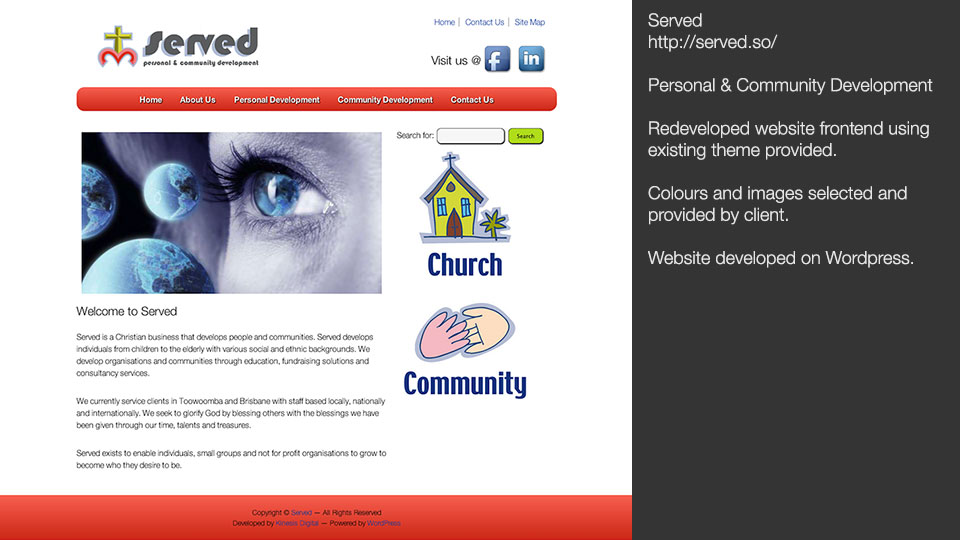 Home | Contact Us | Site Map
served
personal & community development
Visit us @
Home About Us Personal Development Community Development Contact Us
Search for: Search
Church
Community
Welcome to Served
Served is a Christian business that develops people and communities. Served develops
individuals from children to the elderly with various social and ethnic backgrounds. We
develop organisations and communities through education, fundraising solutions and
consultancy services.
We currently service clients in Toowoomba and Brisbane with staff based locally, nationally
and internationally. We seek to glorify God by blessing others with the blessings we have
been given through our time, talents and treasures.
Served exists to enable individuals, small groups and not for profit organisations to grow to
become who they desire to be.
Copyright © Served — All Rights Reserved
Developed by Kinesis Digital — Powered by WordPress
Served
http://served.so/
Personal & Community Development
Redeveloped website frontend using
existing theme provided.
Colours and images selected and
provided by client.
Website developed on Wordpress.